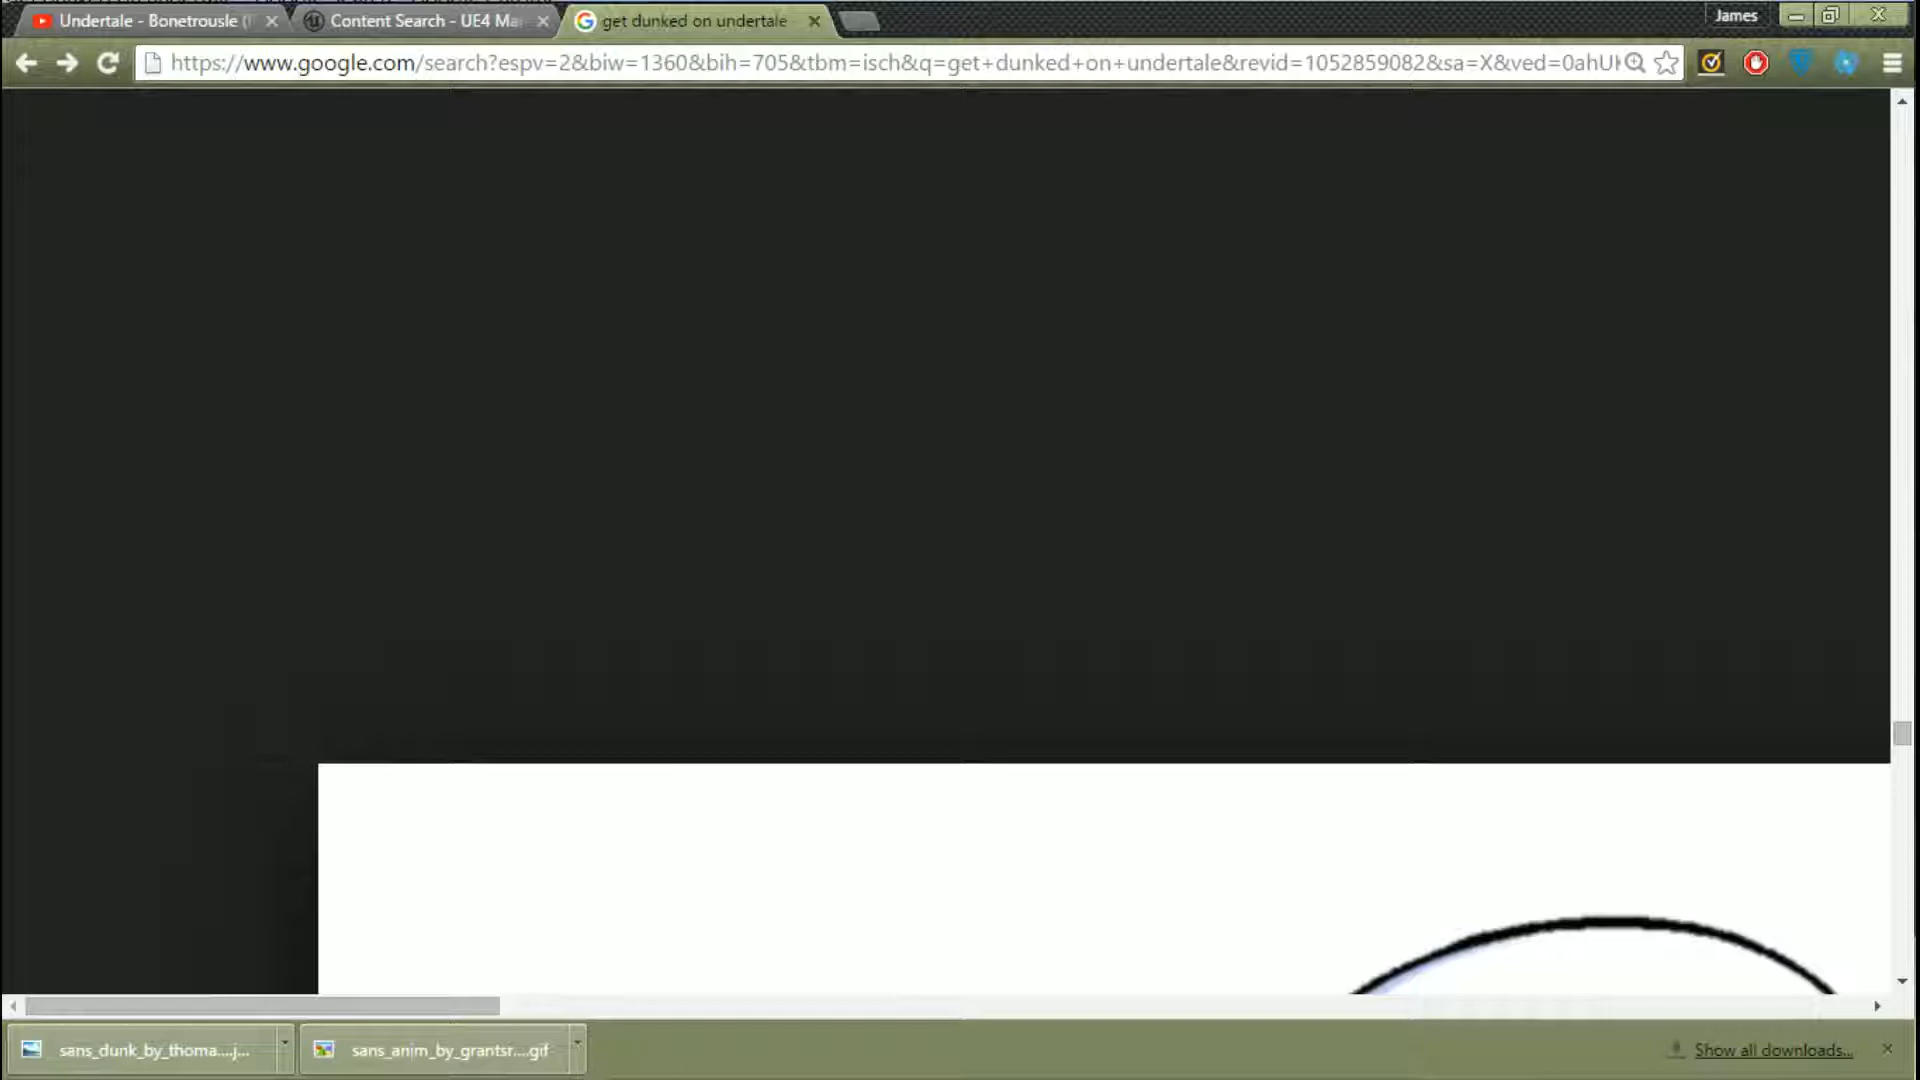 Undertale - Bonetrousle (
Content Search - UE4 Ma
get dunked on undertale
James
https://www.google.com/search?espv=2&biw=1360&bih=705&tbm=isch&q=get+dunked+on+undertale&revid=1052859082&sa=X&ved=0ahU
sans_dunk_by_thoma....j...
sans_anim_by_grantsr....gif
Show all downloads...